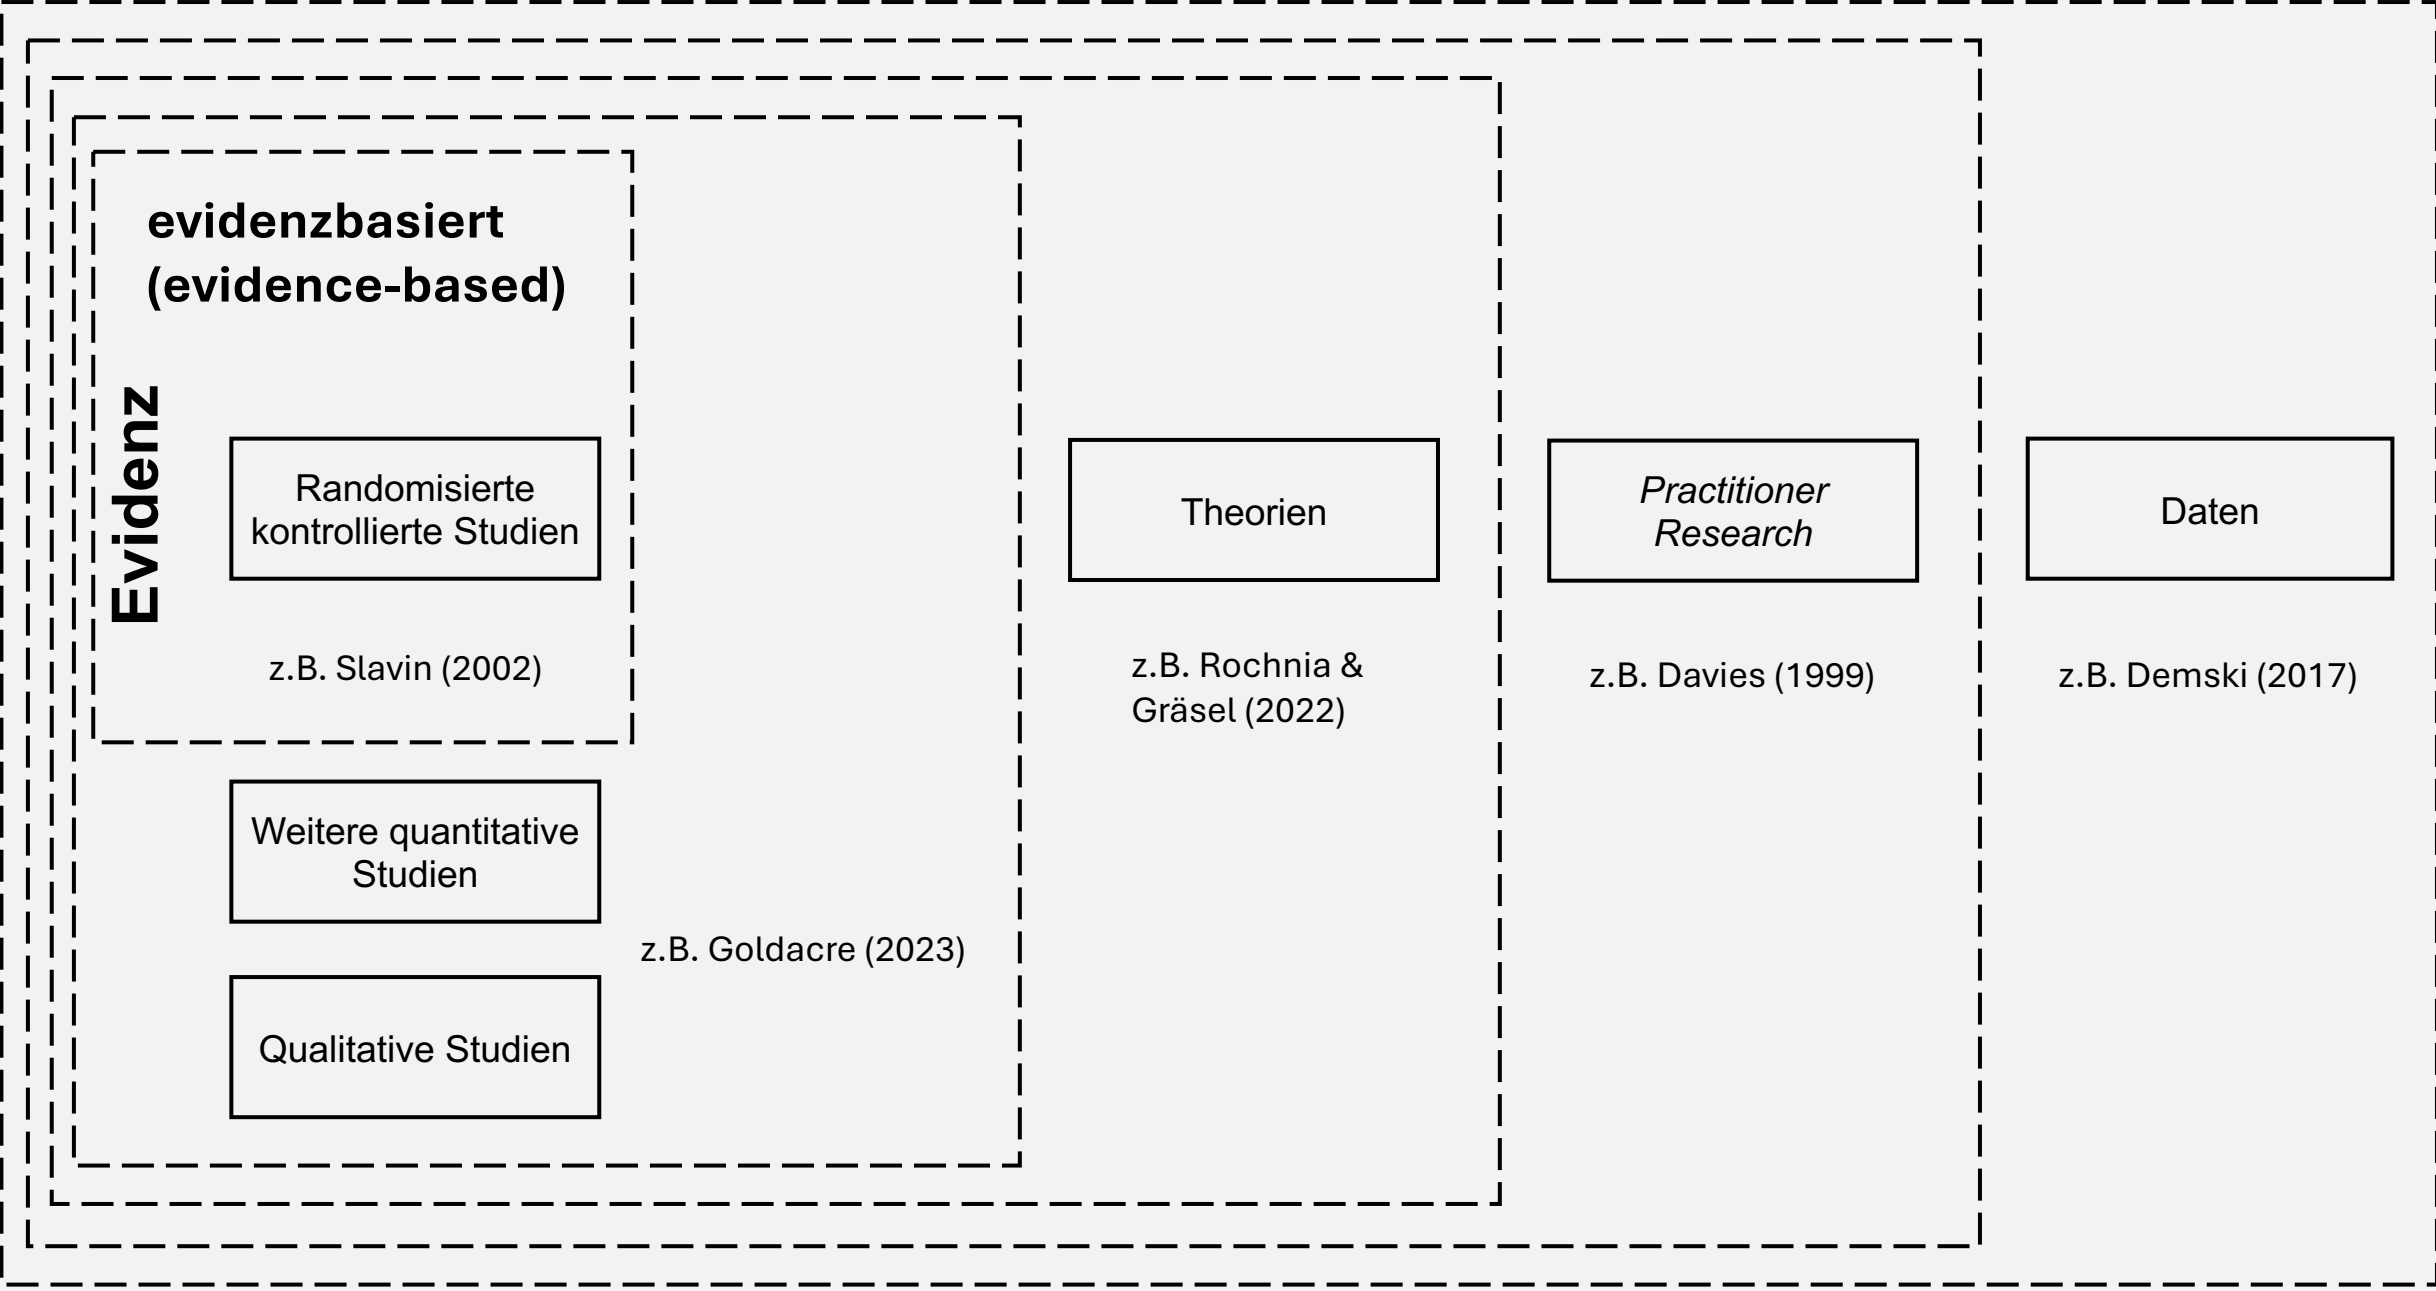 evidenzbasiert
(evidence-based)
Evidenz
Randomisierte
kontrollierte Studien
z.B. Slavin (2002)
Weitere quantitative
Studien
Qualitative Studien
z.B. Goldacre (2023)
Theorien
z.B. Rochnia &
Gräsel (2022)
Practitioner
Research
z.B. Davies (1999)
Daten
z.B. Demski (2017)